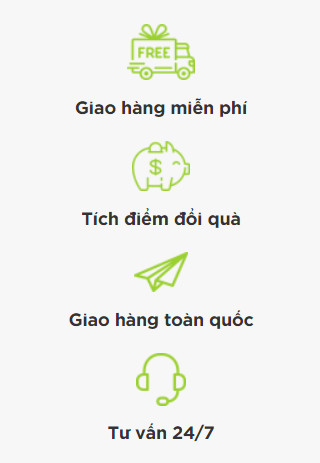 FREE
Giao hàng miễn phí
$
Tích điểm đổi quà
Giao hàng toàn quốc
Tư vấn 24/7